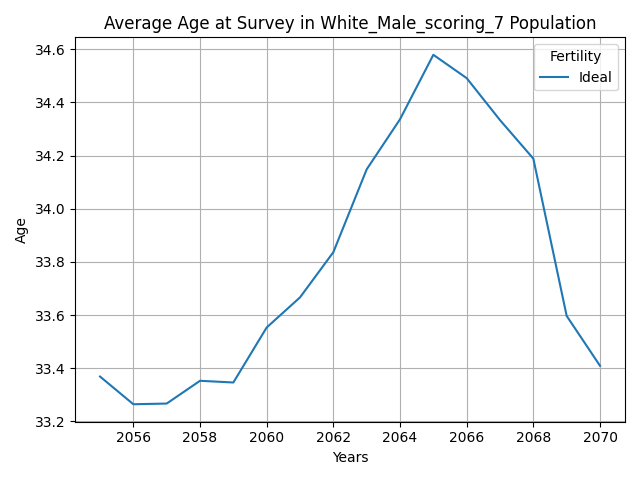 Average Age at Survey in White_Male_scoring_7 Population
Fertility
Ideal
34.6
34.4
34.2
34.0
33.8
33.6
33.4
33.2
Age
2056 2058 2060 2062 2064 2066 2068 2070
Years